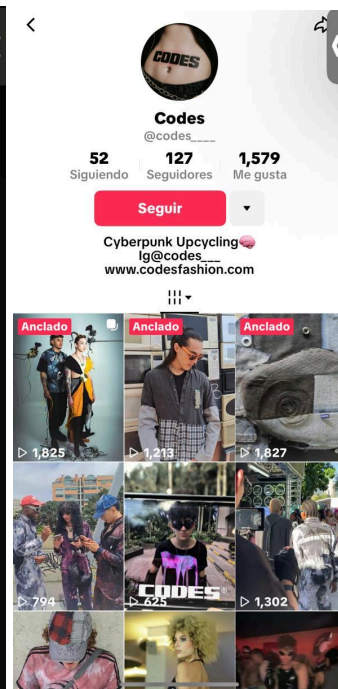 CODES
Codes
@codes____
52 127 1,579
Siguiendo Seguidores Me gusta
Seguir
Cyberpunk Upcycling🧠
Ig@codes___
www.codesfashion.com
Anclado Anclado Anclado
1,825 1,213 1,827
CODES
794 625 1,302